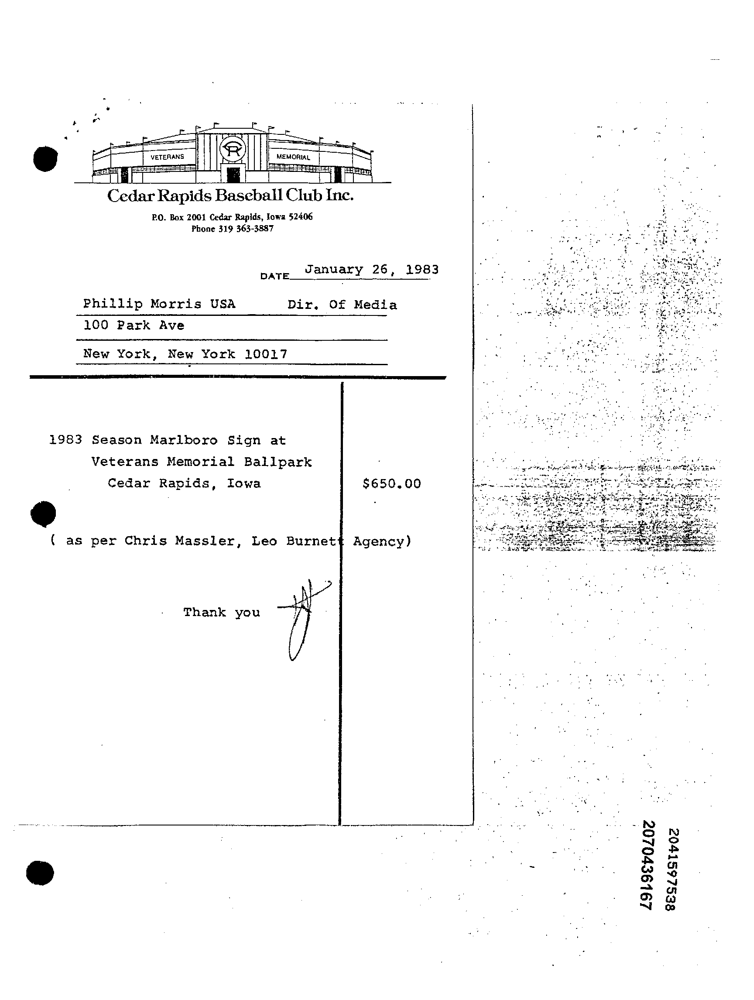 VETERANS
R
MEMORIAL
Cedar Rapids Baseball Club Inc.
P.O. Box 2001 Cedar Rapids, Iowa 52406
Phone 319 363-3887
DATE January 26, 1983
Phillip Morris USA Dir. Of Media
100 Park Ave
New York, New York 10017
1983 Season Marlboro Sign at
Veterans Memorial Ballpark
Cedar Rapids, Iowa $650.00
( as per Chris Massler, Leo Burnett Agency)
Thank you
2041597538
2070436167